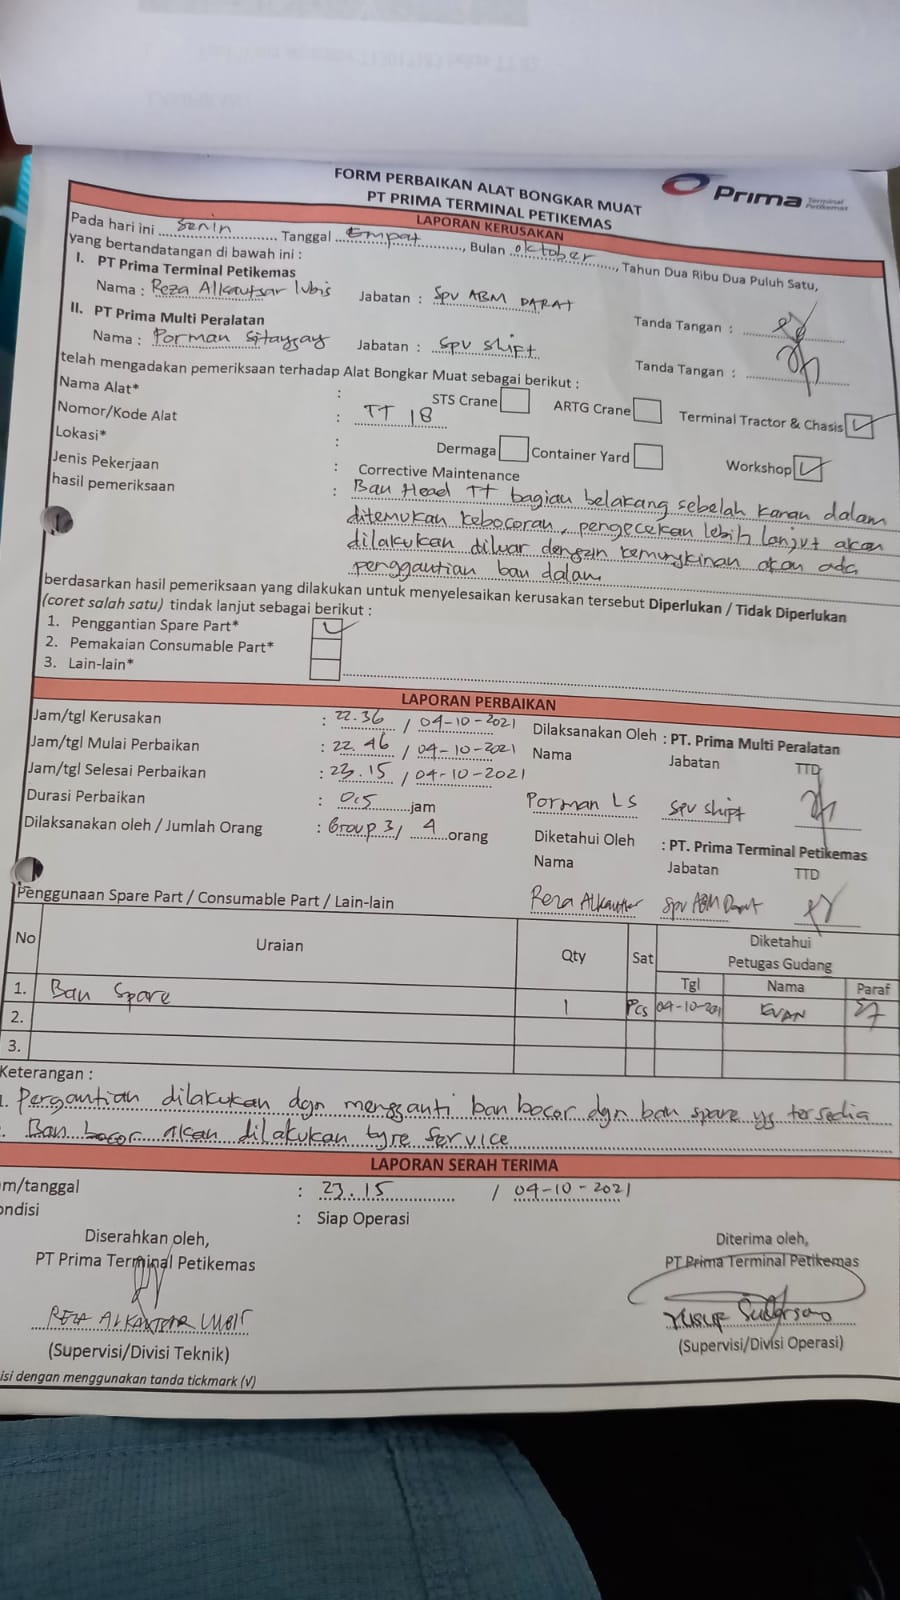 FORM PERBAIKAN ALAT BONGKAR MUAT
PT PRIMA TERMINAL PETIKEMAS
Prima Terminal Petikemas
LAPORAN KERUSAKAN
Pada hari ini Senin Tanggal Empat, Bulan oktober, Tahun Dua Ribu Dua Puluh Satu,
yang bertandatangan di bawah ini :
I. PT Prima Terminal Petikemas
Nama : Reza Alkautsar lubis Jabatan : Spv ABM DARAT Tanda Tangan :
II. PT Prima Multi Peralatan
Nama : Porman Jabatan : Spv shift Tanda Tangan :
telah mengadakan pemeriksaan terhadap Alat Bongkar Muat sebagai berikut :
Nama Alat* : STS Crane ARTG Crane Terminal Tractor & Chasis
Nomor/Kode Alat : TT 18
Lokasi* : Dermaga Container Yard Workshop
Jenis Pekerjaan : Corrective Maintenance
hasil pemeriksaan : Ban Head TT bagian belakang sebelah kanan dalam
ditemukan kebocoran, pengecekan lebih lanjut akan
dilakukan diluar dengan kemungkinan akan ada
penggantian ban dalam
berdasarkan hasil pemeriksaan yang dilakukan untuk menyelesaikan kerusakan tersebut Diperlukan / Tidak Diperlukan
(coret salah satu) tindak lanjut sebagai berikut :
1. Penggantian Spare Part*
2. Pemakaian Consumable Part*
3. Lain-lain*
LAPORAN PERBAIKAN
Jam/tgl Kerusakan : 22.36 / 04-10-2021 Dilaksanakan Oleh : PT. Prima Multi Peralatan
Jam/tgl Mulai Perbaikan : 22.46 / 04-10-2021 Nama Jabatan TTD
Jam/tgl Selesai Perbaikan : 23.15 / 04-10-2021
Durasi Perbaikan : 0.5 jam Porman LS Spv shift
Dilaksanakan oleh / Jumlah Orang : Group 3/ 4 orang Diketahui Oleh : PT. Prima Terminal Petikemas
Nama Jabatan TTD
Penggunaan Spare Part / Consumable Part / Lain-lain Reza Spv ABM Darat
No Uraian Qty Sat Diketahui
Petugas Gudang
Tgl Nama Paraf
1. Ban Spare 1 Pcs 04-10-2021 EVAN
2.
3.
Keterangan :
. Pergantian dilakukan dgn mengganti ban bocor dgn ban spare yg tersedia
. Ban bocor akan dilakukan tyre service
LAPORAN SERAH TERIMA
m/tanggal : 23.15 / 04-10-2021
ondisi : Siap Operasi
Diserahkan oleh, Diterima oleh,
PT Prima Terminal Petikemas PT Prima Terminal Petikemas
REZA ALKAUTSAR LUBIS YUSUF Sudarsono
(Supervisi/Divisi Teknik) (Supervisi/Divisi Operasi)
isi dengan menggunakan tanda tickmark (V)